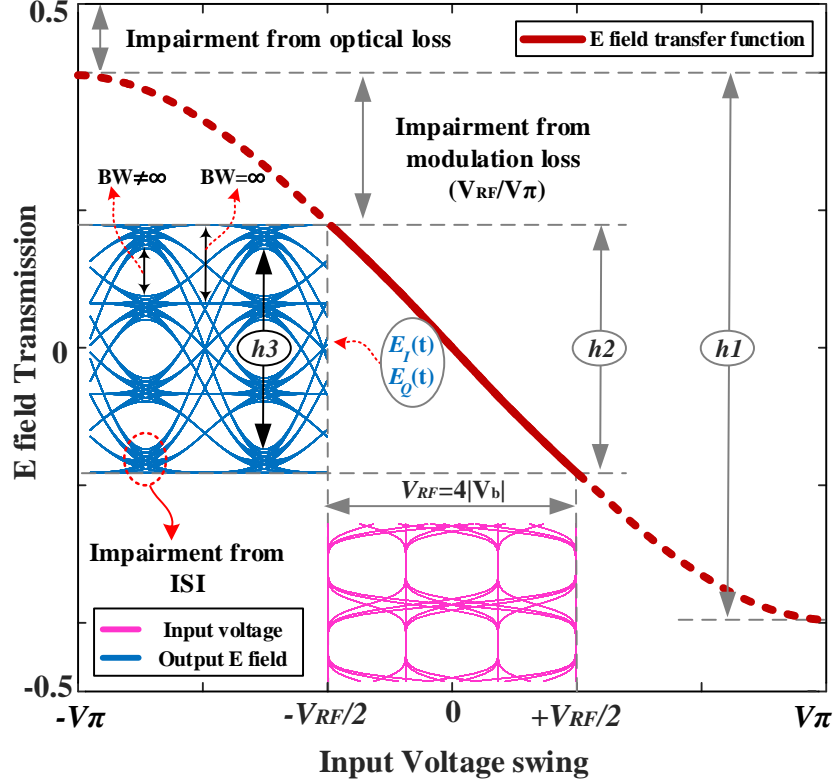 0.5
Impairment from optical loss
E field transfer function
Impairment from
modulation loss
(VRF/Vπ)
BW≠∞
BW=∞
E field Transmission
0
h3
EI(t)
EQ(t)
h2
h1
VRF=4|Vb|
Impairment from
ISI
Input voltage
Output E field
-0.5
-Vπ
-VRF/2
0
+VRF/2
Vπ
Input Voltage swing